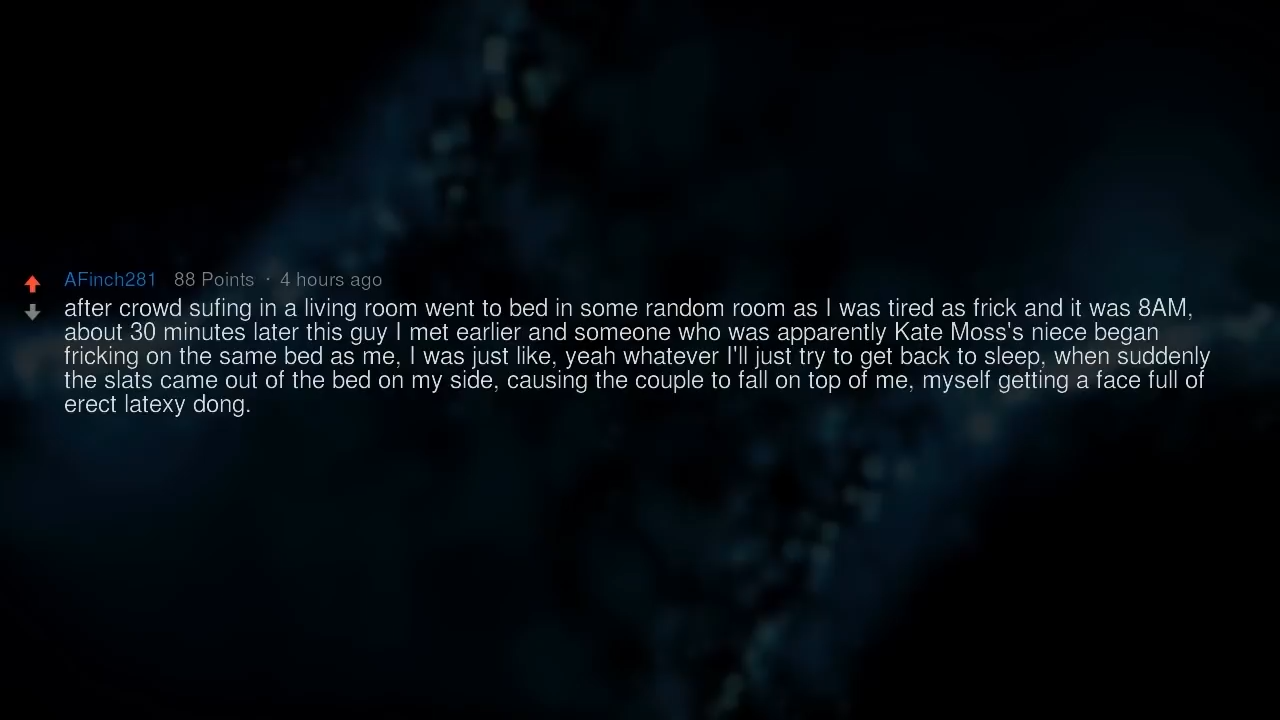 AFinch281 88 Points · 4 hours ago
after crowd sufing in a living room went to bed in some random room as I was tired as frick and it was 8AM,
about 30 minutes later this guy I met earlier and someone who was apparently Kate Moss's niece began
fricking on the same bed as me, I was just like, yeah whatever I'll just try to get back to sleep, when suddenly
the slats came out of the bed on my side, causing the couple to fall on top of me, myself getting a face full of
erect latexy dong.